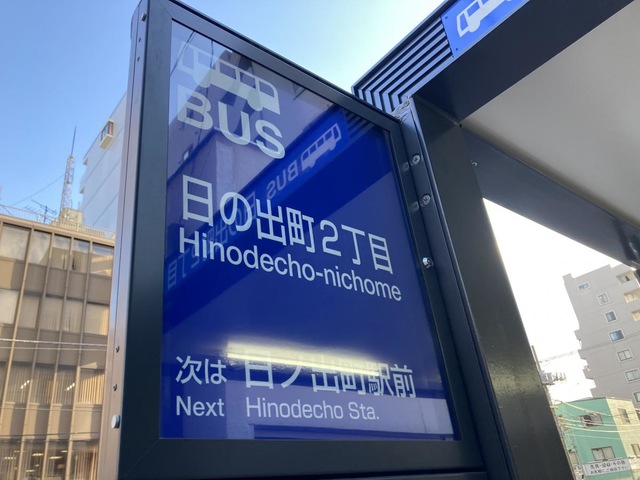 BUS
日の出町2丁目
Hinodecho-nichome
次は 日ノ出町駅前
Next Hinodecho Sta.
BUS